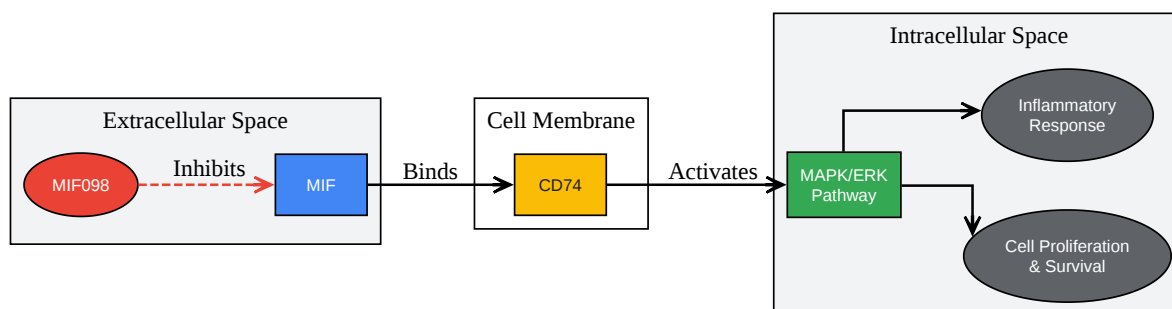 Extracellular Space
MIF098
Inhibits
MIF
Binds
Cell Membrane
CD74
Activates
Intracellular Space
MAPK/ERK
Pathway
Inflammatory
Response
Cell Proliferation
& Survival